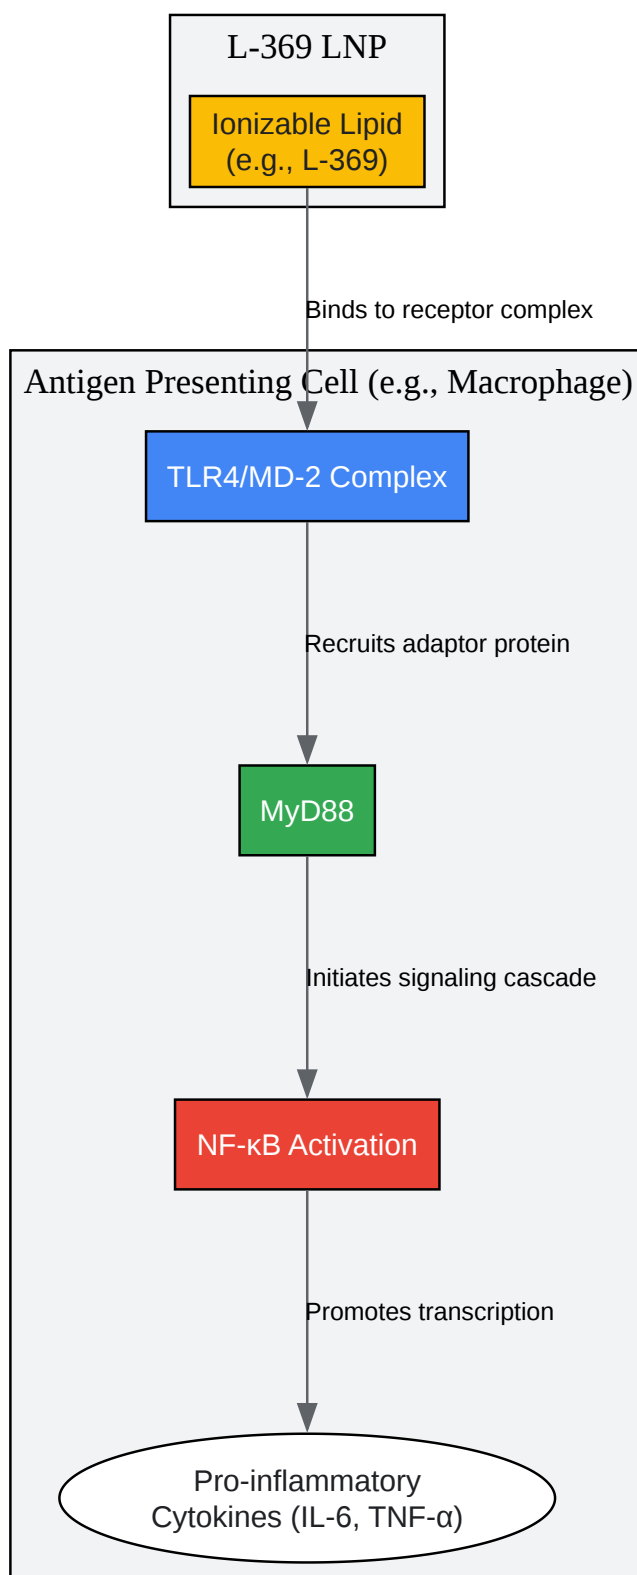 L-369 LNP
Ionizable Lipid
(e.g., L-369)
Binds to receptor complex
Antigen Presenting Cell (e.g., Macrophage)
TLR4/MD-2 Complex
Recruits adaptor protein
MyD88
Initiates signaling cascade
NF-κB Activation
Promotes transcription
Pro-inflammatory
Cytokines (IL-6, TNF-α)